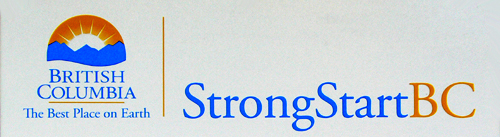 BRITISH
COLUMBIA
The Best Place on Earth
StrongStartBC